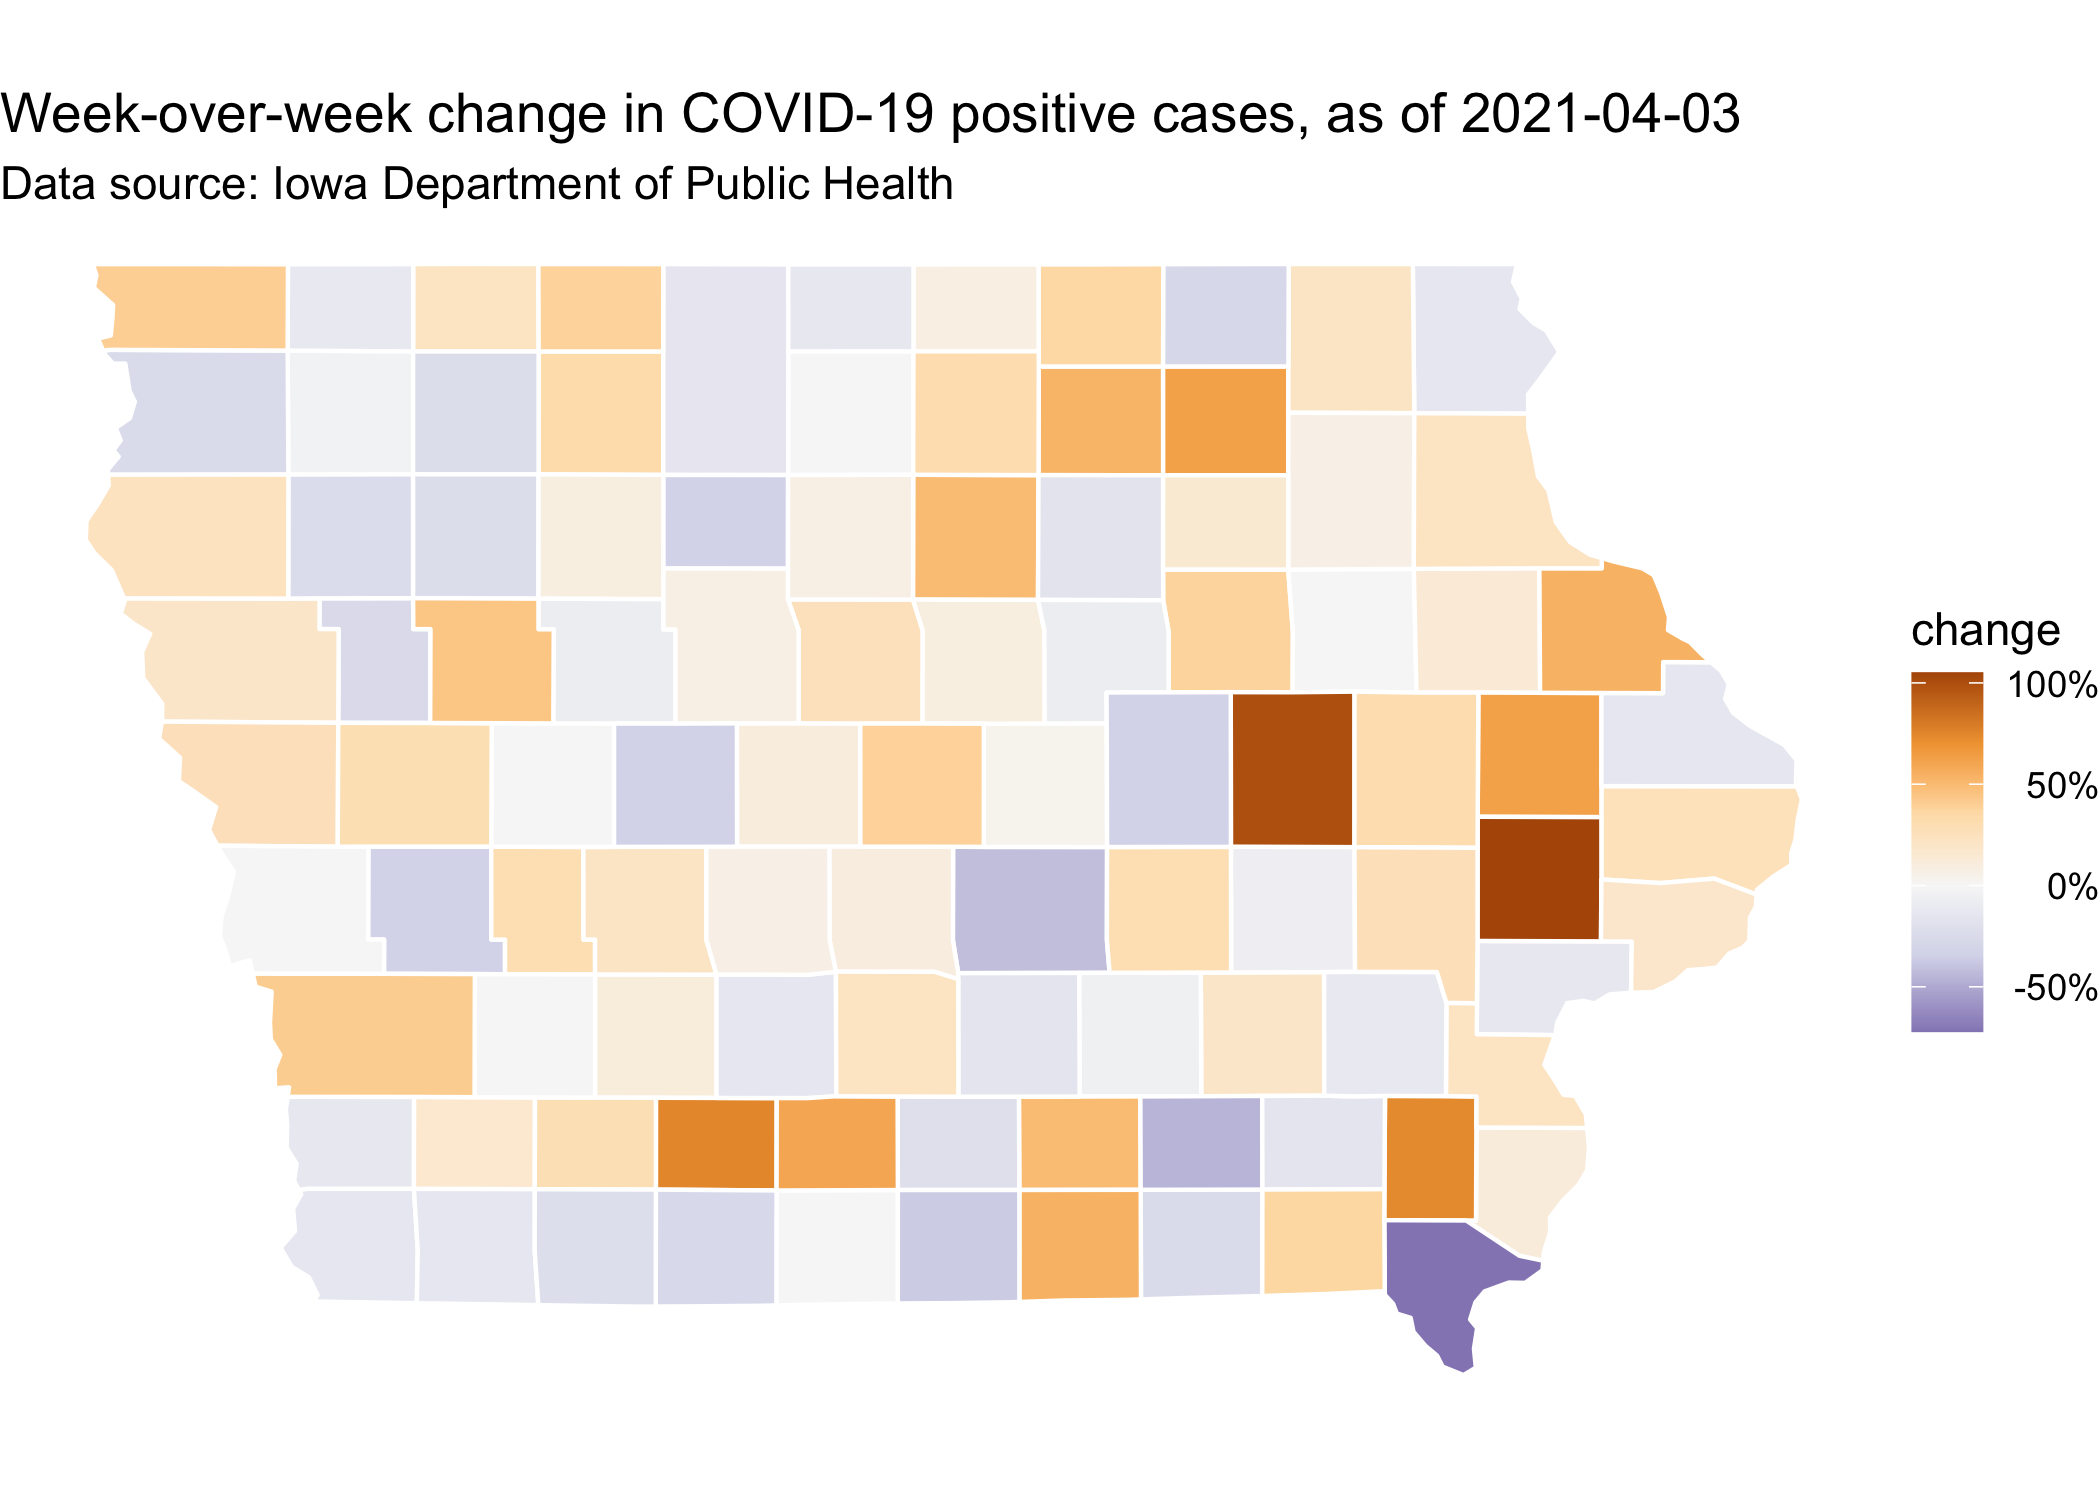 Week-over-week change in COVID-19 positive cases, as of 2021-04-03
Data source: Iowa Department of Public Health
change
100%
50%
0%
-50%